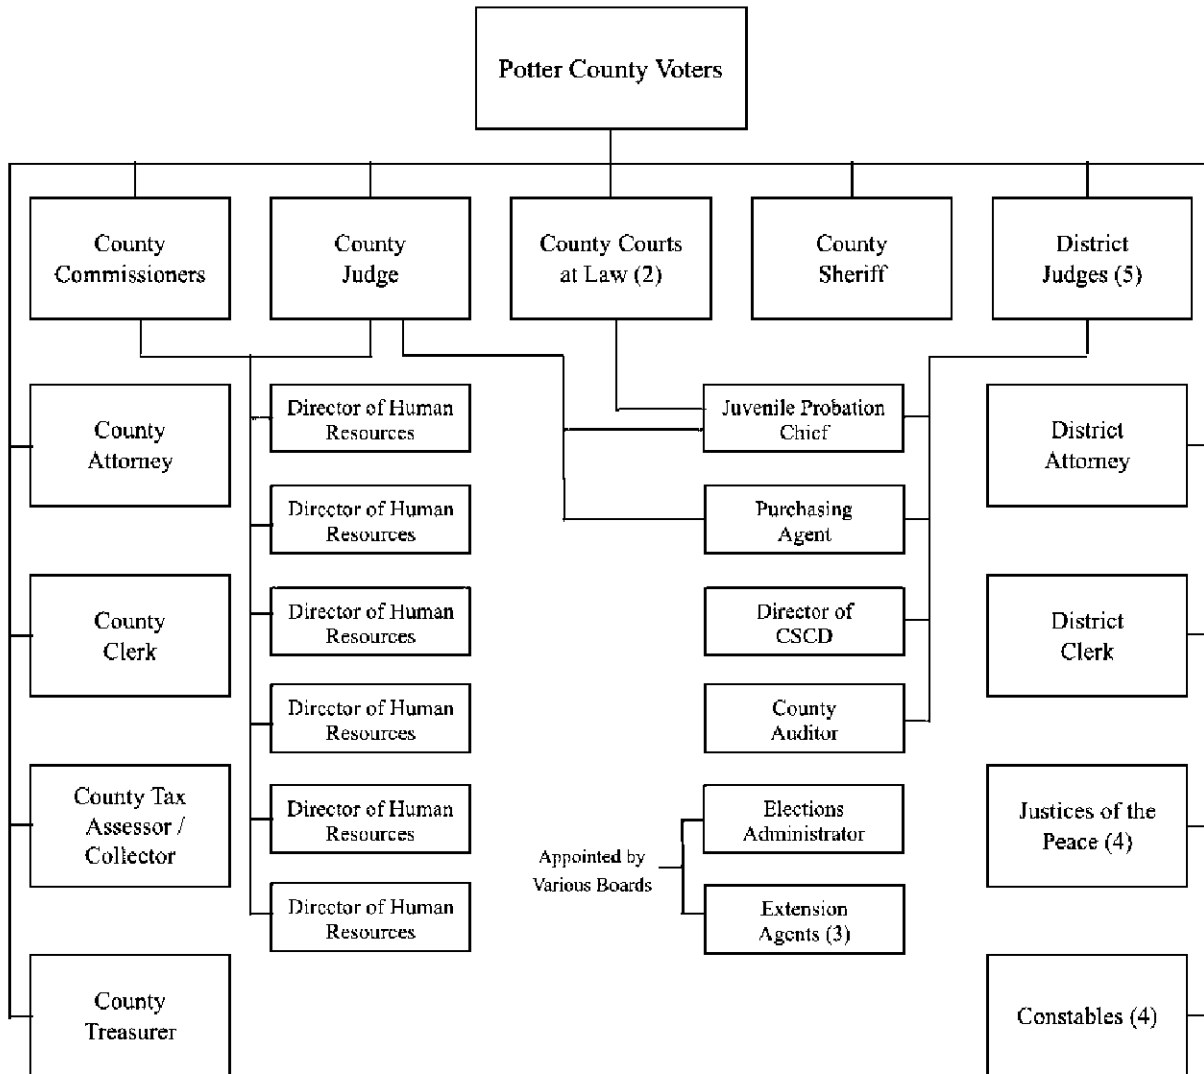 Potter County Voters
County
Commissioners
County
Judge
County Courts
at Law (2)
County
Sheriff
District
Judges (5)
County
Attorney
Director of Human
Resources
Juvenile Probation
Chief
District
Attorney
Director of Human
Resources
Purchasing
Agent
County
Clerk
Director of Human
Resources
Director of
CSCD
District
Clerk
Director of Human
Resources
County
Auditor
County Tax
Assessor /
Collector
Director of Human
Resources
Elections
Administrator
Justices of the
Peace (4)
Appointed by
Various Boards
Director of Human
Resources
Extension
Agents (3)
County
Treasurer
Constables (4)